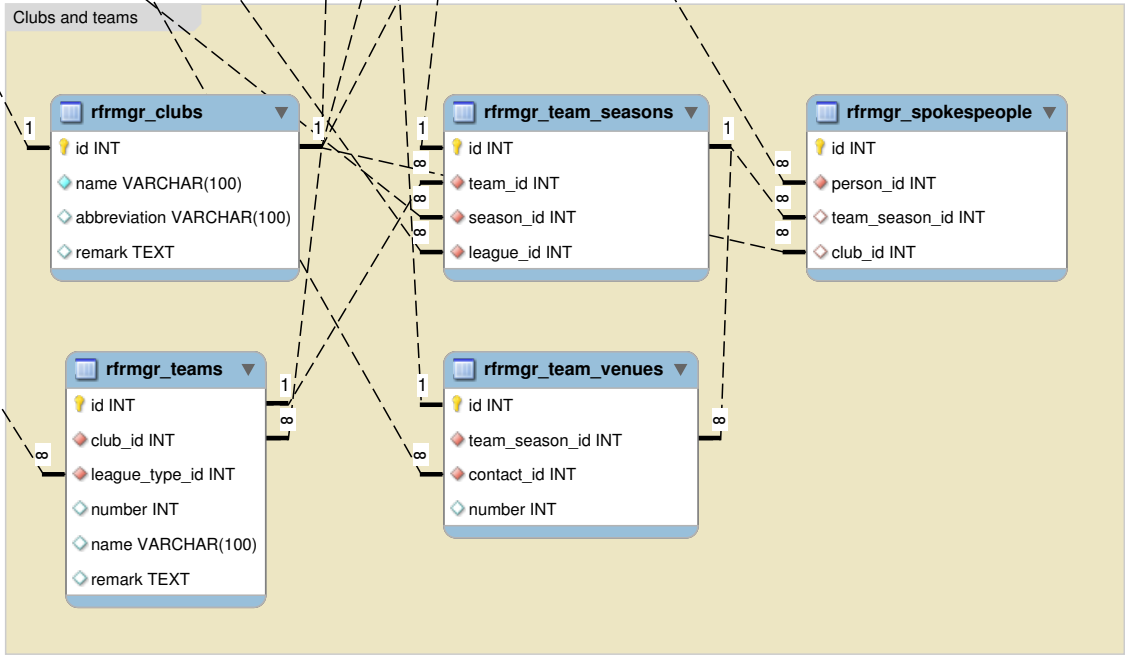 Clubs and teams
rfrmgr_clubs
id INT
name VARCHAR(100)
abbreviation VARCHAR(100)
remark TEXT
1
1
rfrmgr_team_seasons
id INT
team_id INT
season_id INT
league_id INT
1
∞
∞
∞
1
rfrmgr_spokespeople
id INT
person_id INT
team_season_id INT
club_id INT
∞
∞
∞
rfrmgr_teams
id INT
club_id INT
league_type_id INT
number INT
name VARCHAR(100)
remark TEXT
1
∞
∞
rfrmgr_team_venues
id INT
team_season_id INT
contact_id INT
number INT
1
∞
∞